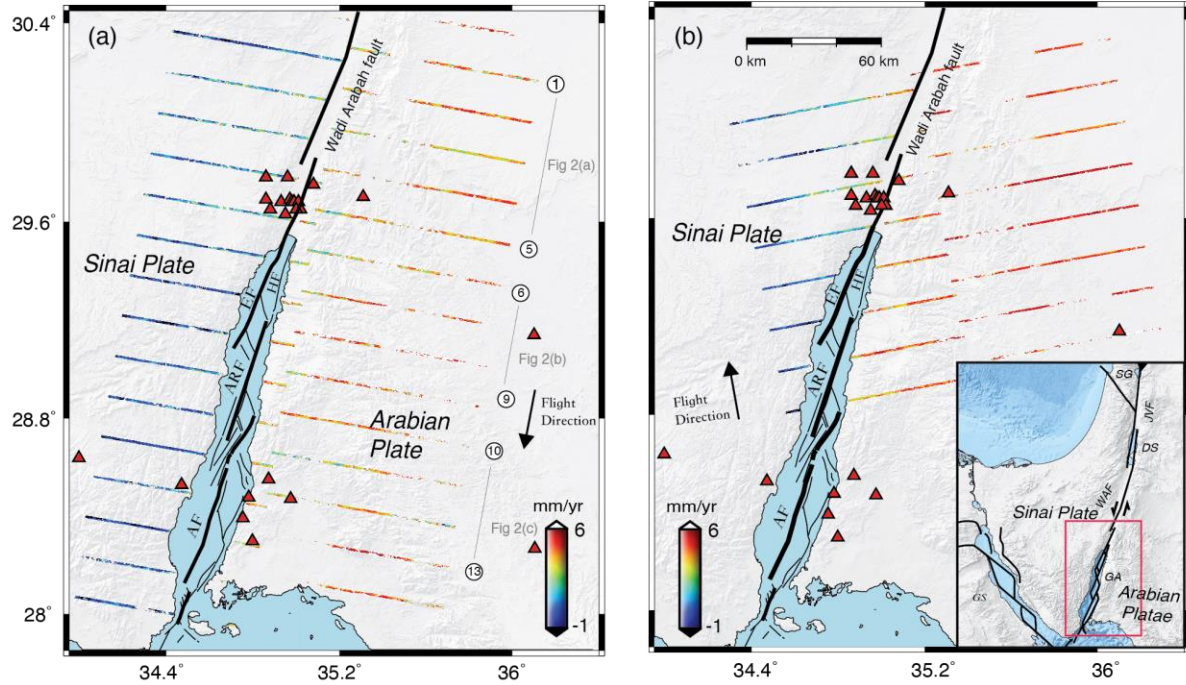 30.4°
29.6°
28.8°
28°
(a)
Wadi Arabah fault
1
Fig 2(a)
5
6
Sinai Plate
EF
HF
Fig 2(b)
ARF
9
Flight
Direction
Arabian
Plate
10
mm/yr
6
-1
AF
Fig 2(c)
13
34.4°
35.2°
36°
(b)
0 km
60 km
Wadi Arabah fault
Sinai Plate
EF
HF
ARF
Flight
Direction
AF
mm/yr
6
-1
SG
JVF
DS
WAF
Sinai Plate
GA
GS
Arabian
Platae
34.4°
35.2°
36°